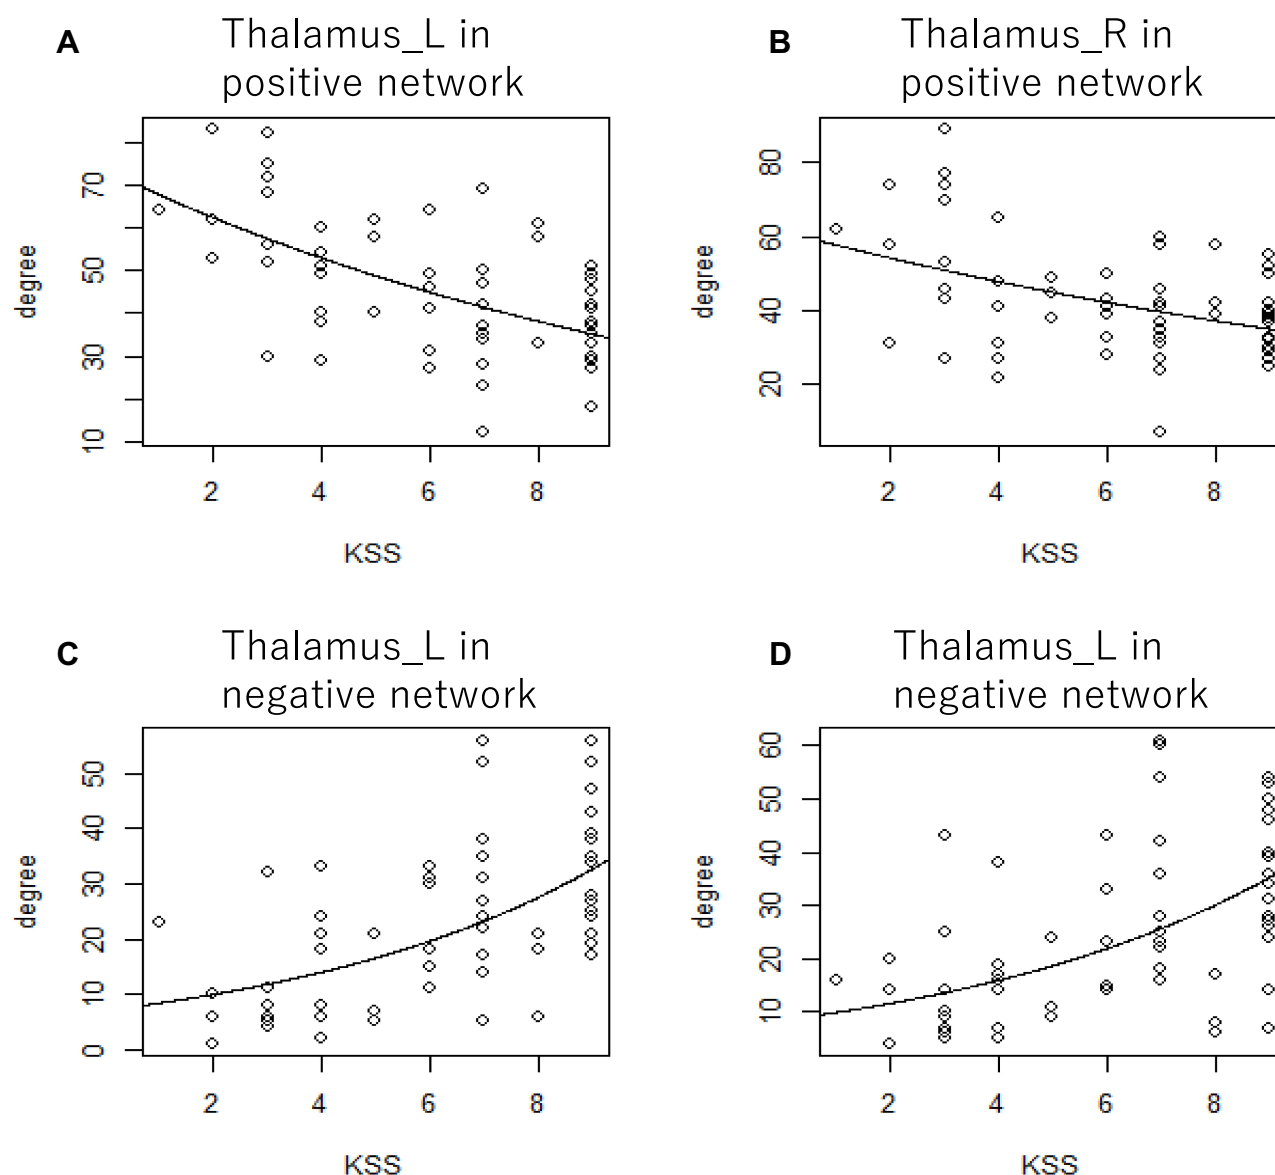 A
Thalamus_L in
positive network
degree
10
30
50
70
2
4
6
8
KSS
B
Thalamus_R in
positive network
degree
20
40
60
80
2
4
6
8
KSS
C
Thalamus_L in
negative network
degree
0
10
20
30
40
50
2
4
6
8
KSS
D
Thalamus_L in
negative network
degree
10
20
30
40
50
60
2
4
6
8
KSS